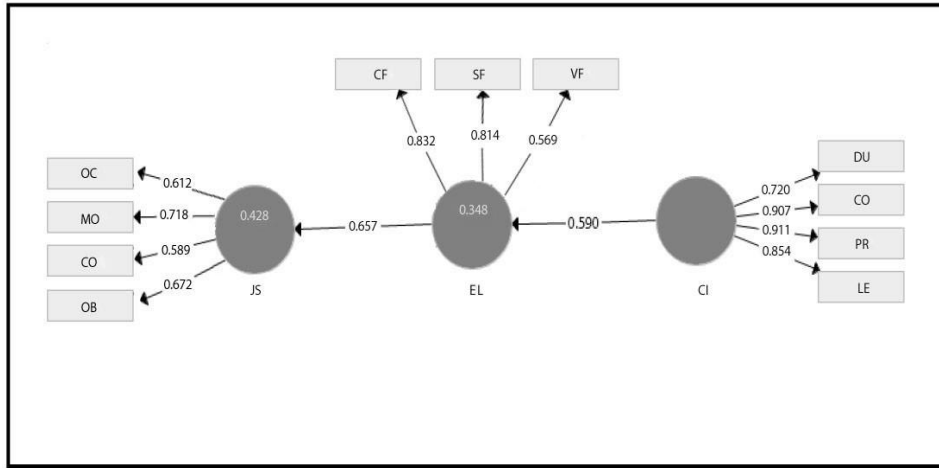 CF
SF
VF
0.832
0.814
0.569
OC
MO
CO
OB
0.612
0.718
0.589
0.672
0.428
JS
0.657
0.348
EL
0.590
CI
0.720
0.907
0.911
0.854
DU
CO
PR
LE